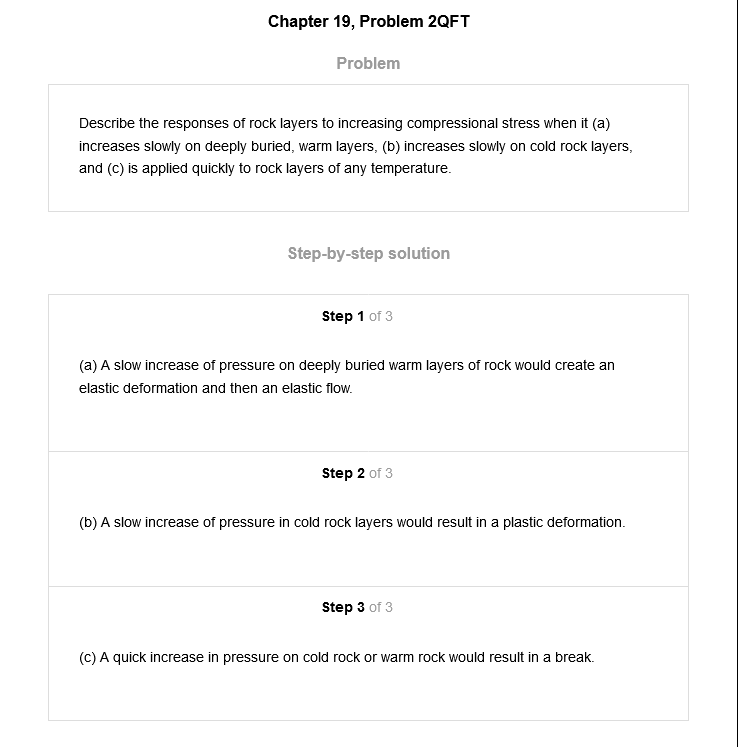 Chapter 19, Problem 2QFT
Problem
Describe the responses of rock layers to increasing compressional stress when it (a)
increases slowly on deeply buried, warm layers, (b) increases slowly on cold rock layers,
and (c) is applied quickly to rock layers of any temperature.
Step-by-step solution
Step 1 of 3
(a) A slow increase of pressure on deeply buried warm layers of rock would create an
elastic deformation and then an elastic flow.
Step 2 of 3
(b) A slow increase of pressure in cold rock layers would result in a plastic deformation.
Step 3 of 3
(c) A quick increase in pressure on cold rock or warm rock would result in a break.